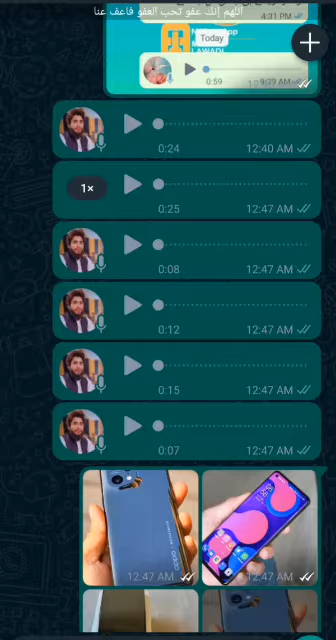 اللهم إنك عفو تحب العفو فاعف عنا
4:31 PM
Today
LAWADI
0:59
9:39 AM
0:24
12:40 AM
1×
0:25
12:47 AM
0:08
12:47 AM
0:12
12:47 AM
0:15
12:47 AM
0:07
12:47 AM
oppo
12:47 AM
12:47 AM